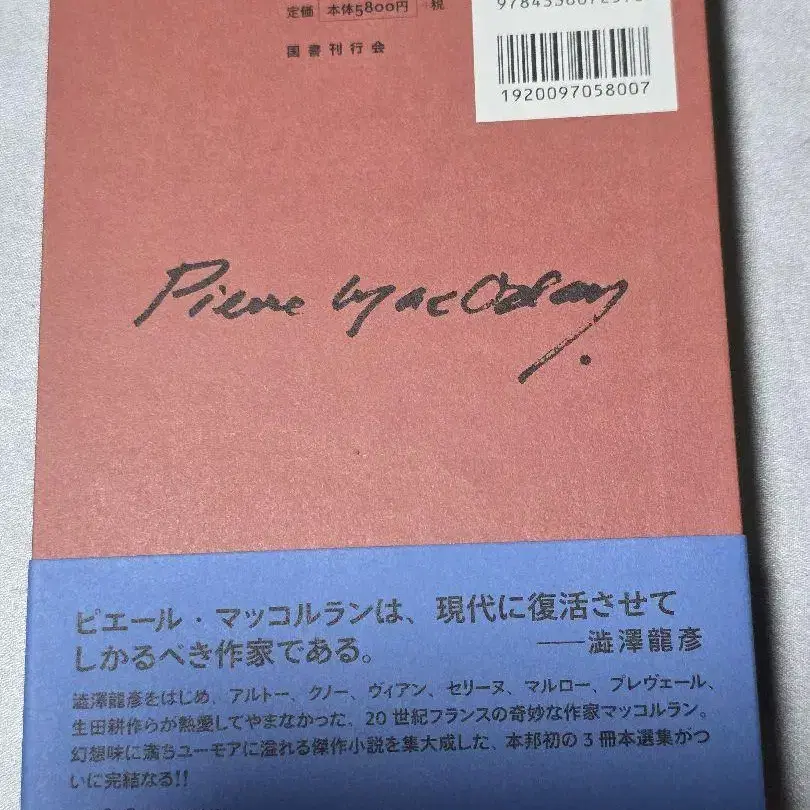 定価 本体5800円 +税
国書刊行会
1920097058007
Pierre Mac Orlan
ピエール・マッコルランは、現代に復活させて
しかるべき作家である。
――澁澤龍彦
澁澤龍彦をはじめ、アルトー、クノー、ヴィアン、セリーヌ、マルロー、プレヴェール、
生田耕作らが熱愛してやまなかった、20世紀フランスの奇妙な作家マッコルラン。
幻想味に満ちユーモアに溢れる傑作小説を集大成した、本邦初の3冊本選集がつ
いに完結なる!!